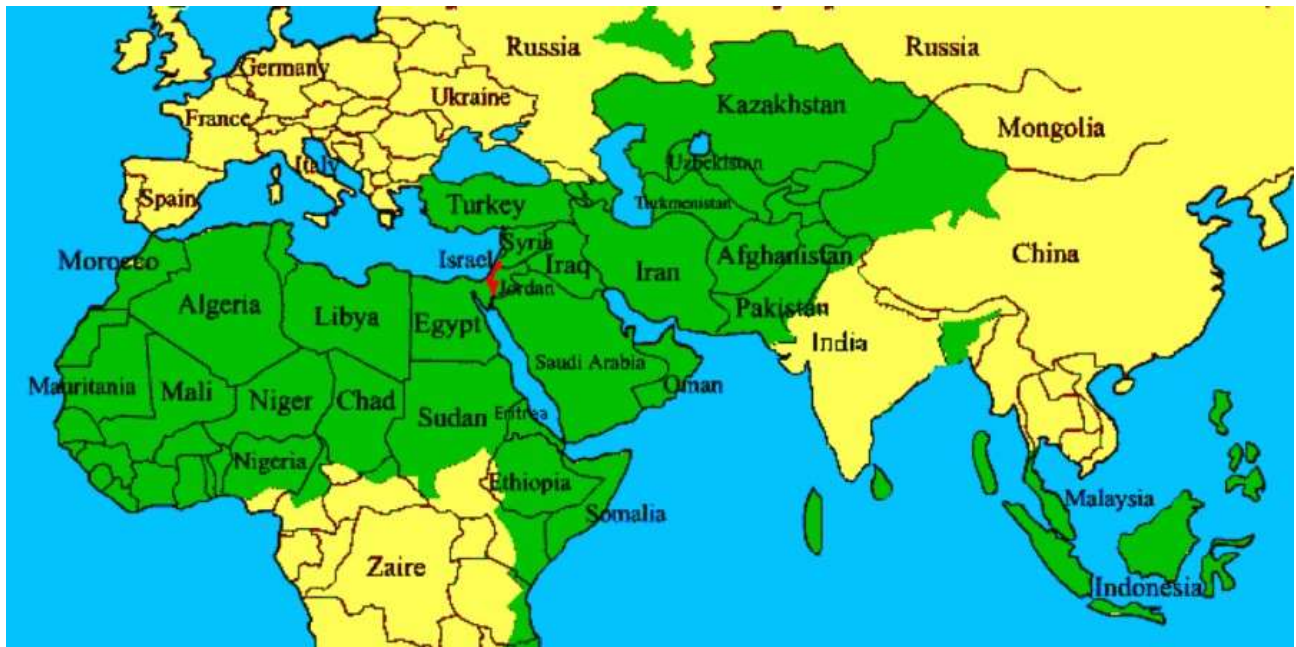 Russia
Russia
Germany
Ukraine
Kazakhstan
France
Mongolia
Italy
Uzbekistan
Spain
Turkey
Turkmenistan
Syria
China
Morocco
Israel
Iraq
Iran
Afghanistan
Jordan
Algeria
Libya
Egypt
Pakistan
India
Saudi Arabia
Mauritania
Mali
Niger
Chad
Oman
Sudan
Eritrea
Nigeria
Ethiopia
Malaysia
Somalia
Zaire
Indonesia